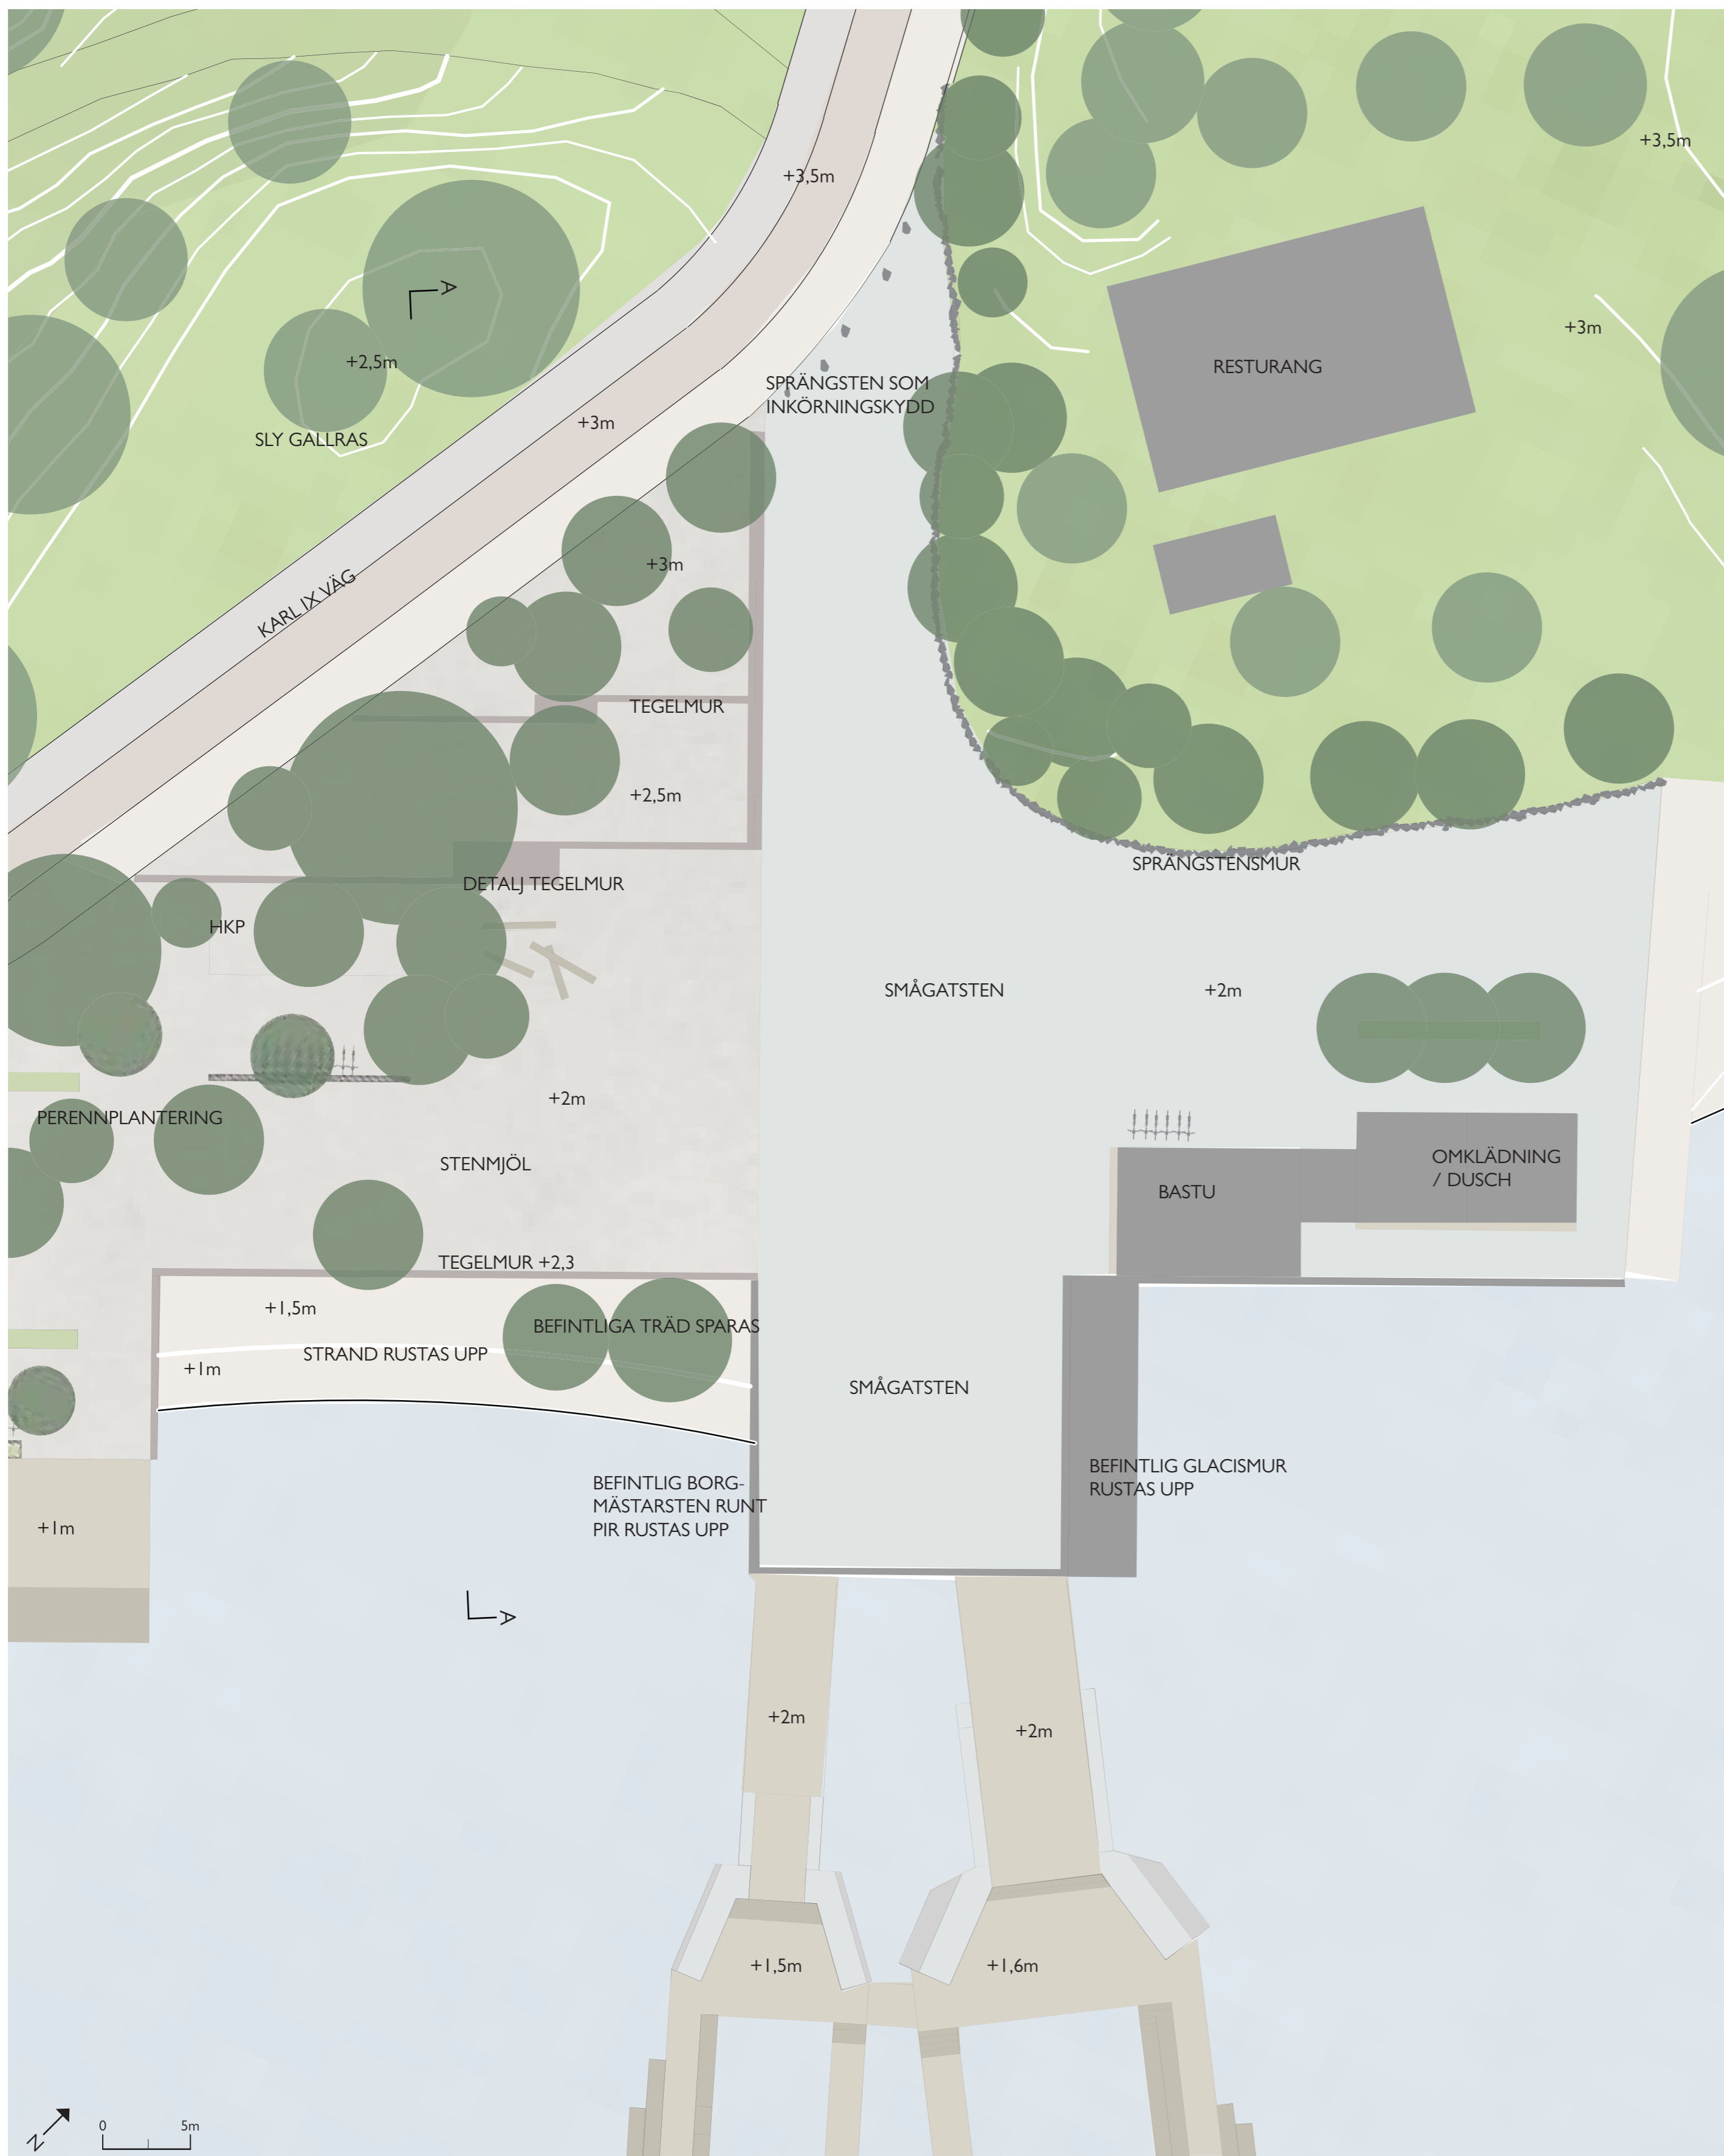 +3,5m
+3,5m
A
+3m
+2,5m
RESTURANG
SPRÄNGSTEN SOM
INKÖRNINGSKYDD
+3m
SLY GALLRAS
+3m
KARL IX VÄG
TEGELMUR
+2,5m
SPRÄNGSTENSMUR
DETALJ TEGELMUR
HKP
SMÅGATSTEN
+2m
+2m
PERENNPLANTERING
STENMJÖL
OMKLÄDNING
/ DUSCH
BASTU
TEGELMUR +2,3
+1,5m
BEFINTLIGA TRÄD SPARAS
STRAND RUSTAS UPP
+1m
SMÅGATSTEN
BEFINTLIG GLACISMUR
RUSTAS UPP
BEFINTLIG BORG-
MÄSTARSTEN RUNT
PIR RUSTAS UPP
+1m
A
+2m
+2m
+1,5m
+1,6m
N
0 5m